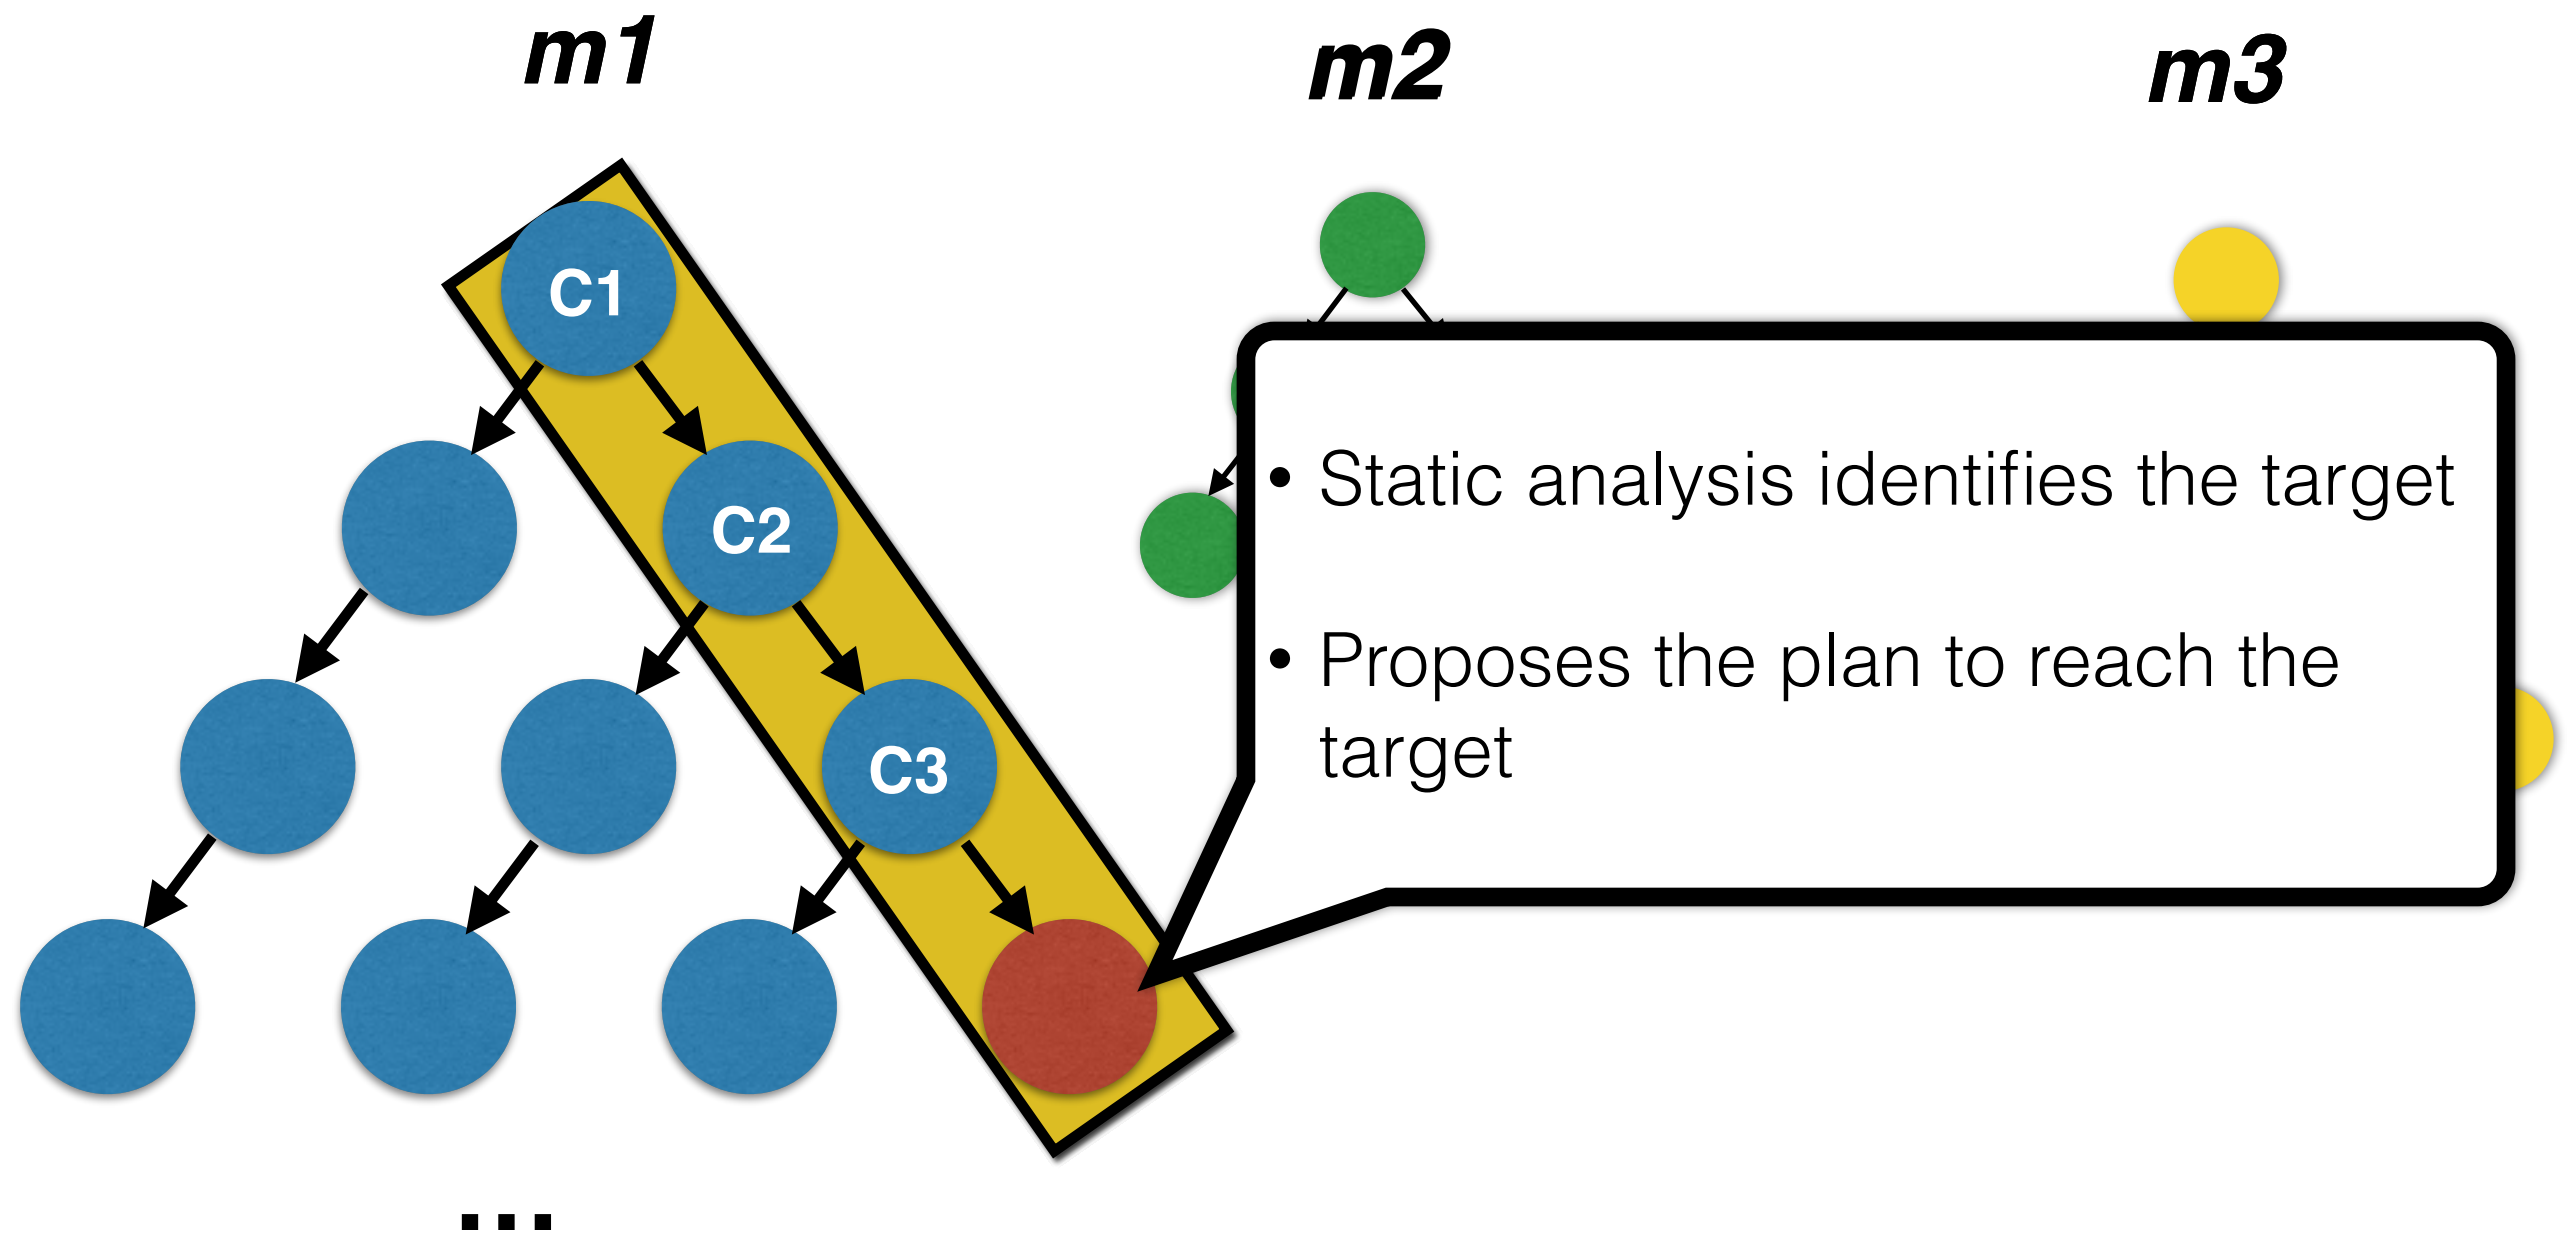 m1
m2
m3
C1
C2
C3
• Static analysis identifies the target
• Proposes the plan to reach the
target
...